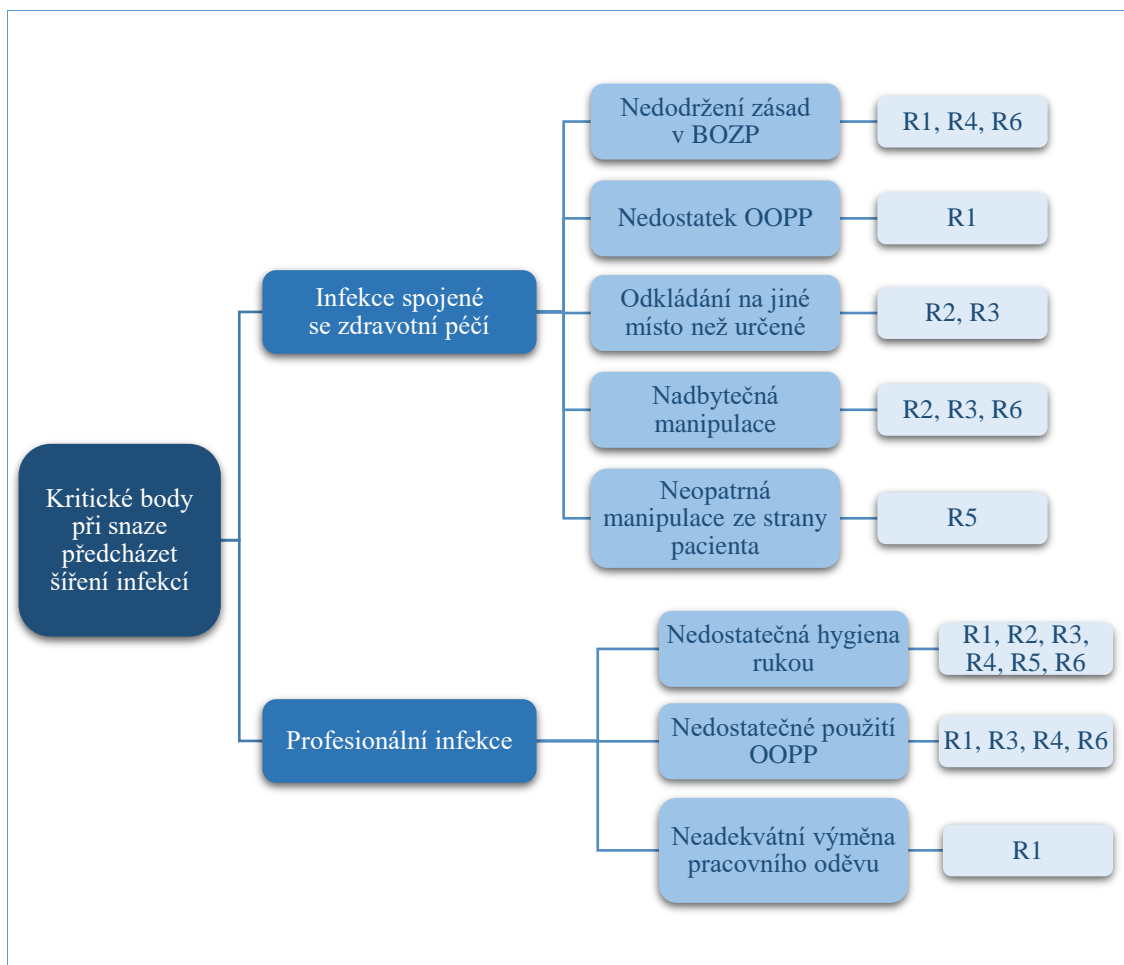 Kritické body
při snaze
předcházet
šíření infekcí
Infekce spojené
se zdravotní péčí
Nedodržení zásad
v BOZP
R1, R4, R6
Nedostatek OOPP
R1
Odkládání na jiné
místo než určené
R2, R3
Nadbytečná
manipulace
R2, R3, R6
Neopatrná
manipulace ze strany
pacienta
R5
Profesionální infekce
Nedostatečná hygiena
rukou
R1, R2, R3,
R4, R5, R6
Nedostatečné použití
OOPP
R1, R3, R4, R6
Neadekvátní výměna
pracovního oděvu
R1